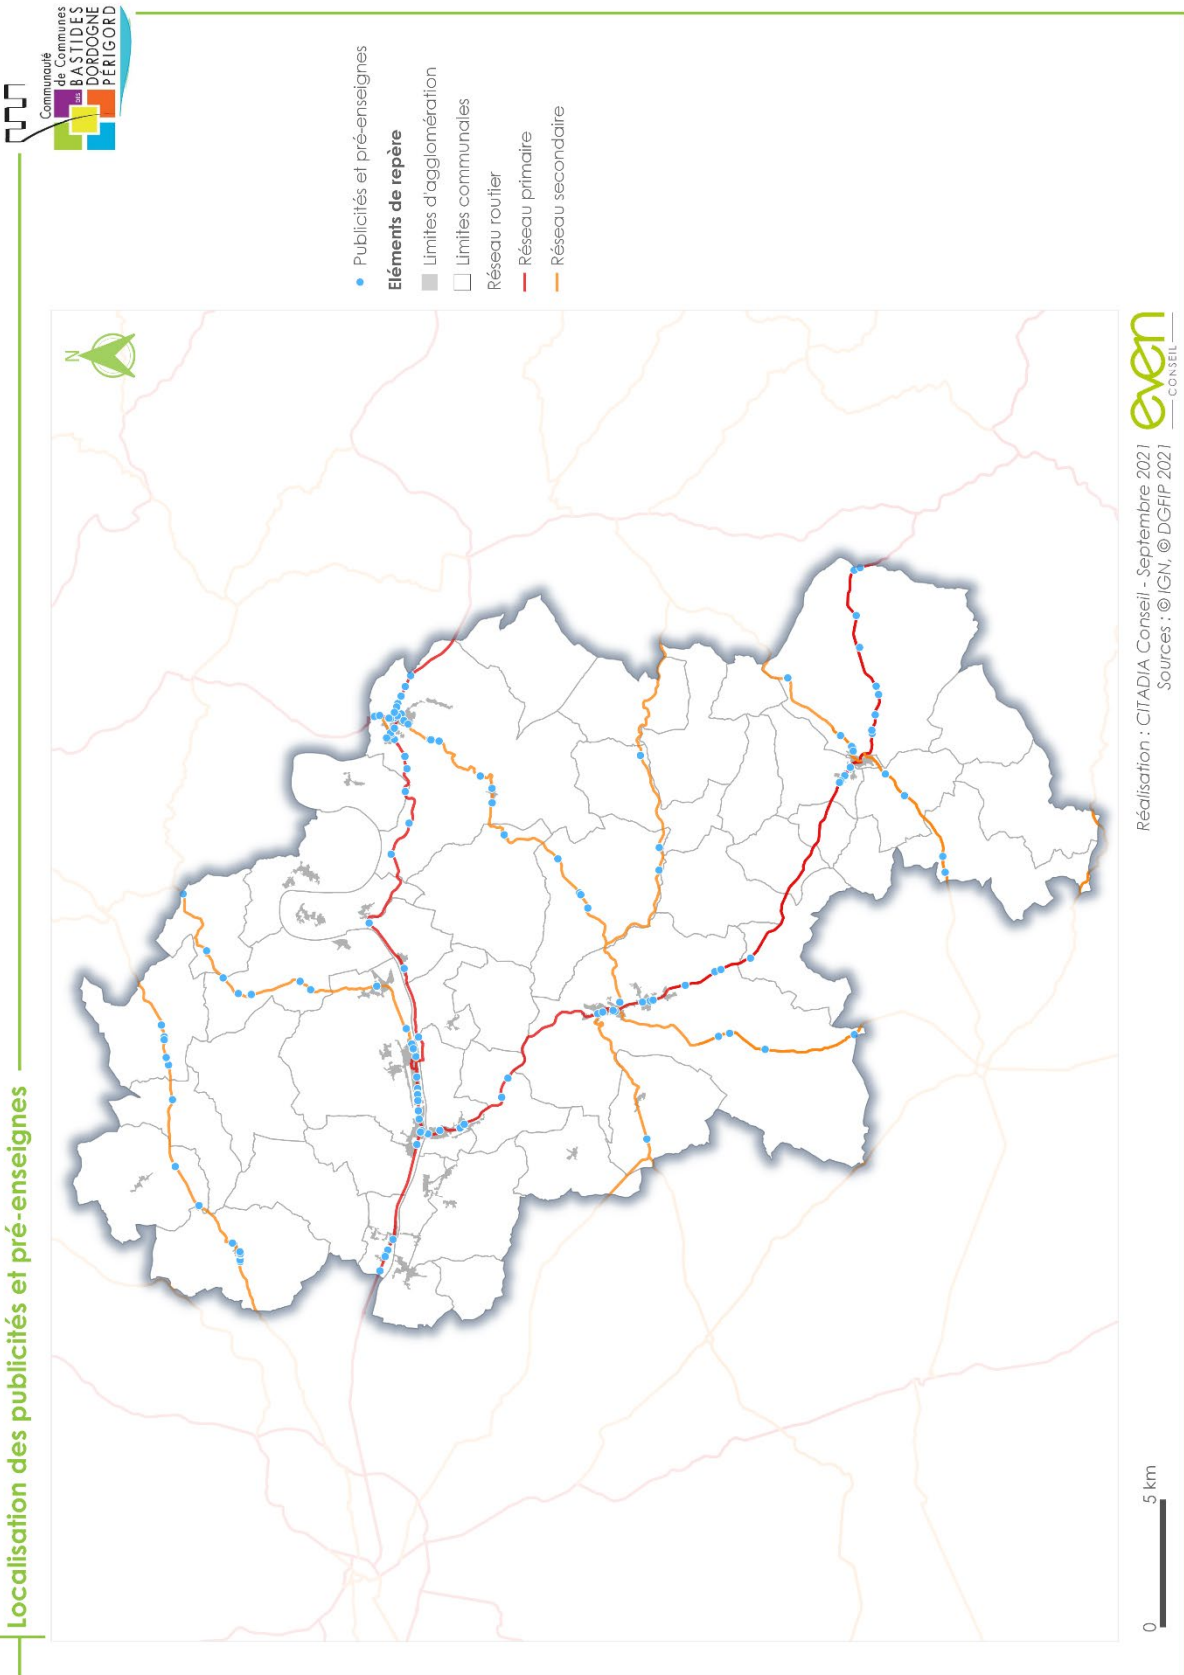 Localisation des publicités et pré-enseignes
Communauté
de Communes
DES
BASTIDES
DORDOGNE
PÉRIGORD
Publicités et pré-enseignes
Eléments de repère
Limites d'agglomération
Limites communales
Réseau routier
Réseau primaire
Réseau secondaire
N
0 5 km
Réalisation : CITADIA Conseil - Septembre 2021
Sources : © IGN, © DGFIP 2021
even
CONSEIL